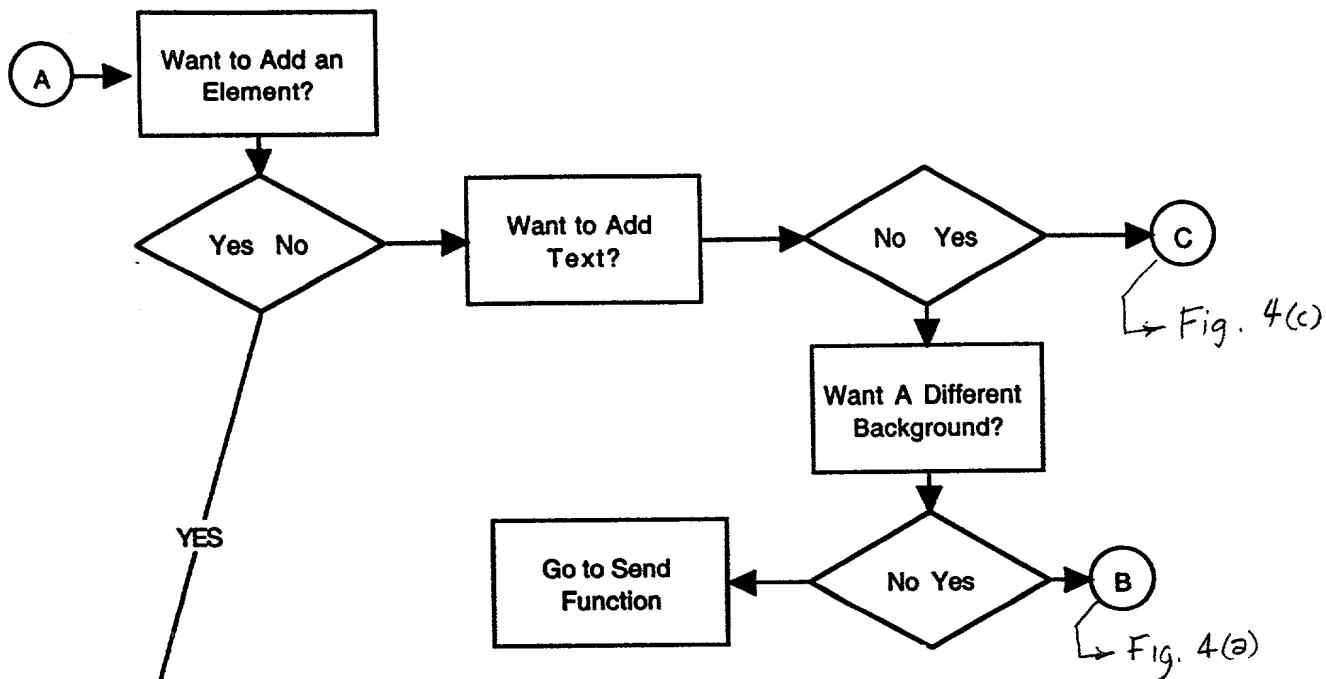 A
Want to Add an
Element?
Yes No
Want to Add
Text?
No Yes
C
Fig. 4(c)
Want A Different
Background?
YES
Go to Send
Function
No Yes
B
Fig. 4(a)